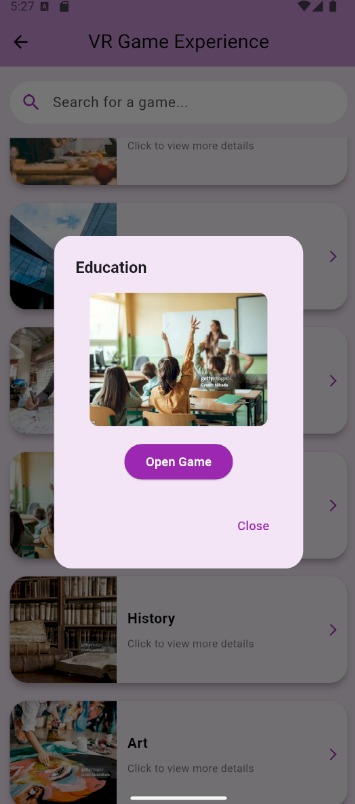 5:27
VR Game Experience
Search for a game...
Click to view more details
Education
Open Game
Close
History
Click to view more details
Art
Click to view more details